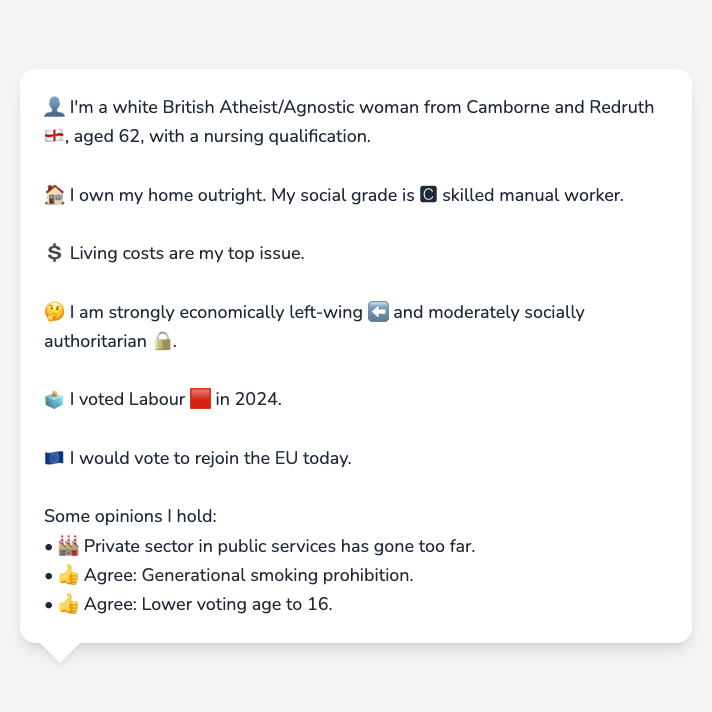 👤 I'm a white British Atheist/Agnostic woman from Camborne and Redruth
🏴󠁧󠁢󠁥󠁮󠁧󠁿, aged 62, with a nursing qualification.
🏠 I own my home outright. My social grade is 🅲 skilled manual worker.
💲 Living costs are my top issue.
🤔 I am strongly economically left-wing ⬅️ and moderately socially
authoritarian 🔒.
🗳️ I voted Labour 🟥 in 2024.
🇪🇺 I would vote to rejoin the EU today.
Some opinions I hold:
• 🏭 Private sector in public services has gone too far.
• 👍 Agree: Generational smoking prohibition.
• 👍 Agree: Lower voting age to 16.